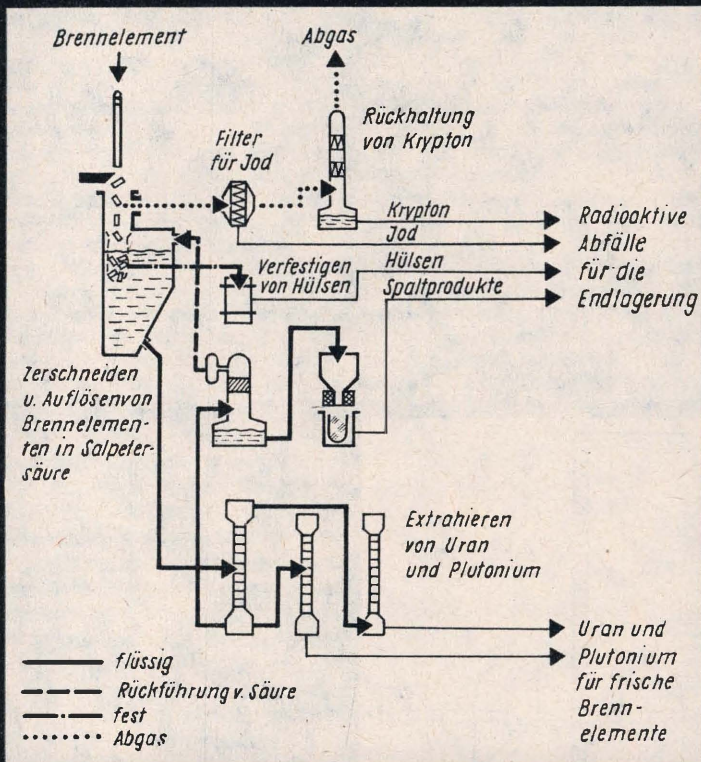 Brennelement
Abgas
Rückhaltung
von Krypton
Filter
für Jod
Krypton
Jod
Hülsen
Spaltprodukte
Radioaktive
Abfälle
für die
Endlagerung
Verfestigen
von Hülsen
Zerschneiden
u. Auflösen von
Brennelemen-
ten in Salpeter-
säure
Extrahieren
von Uran
und Plutonium
Uran und
Plutonium
für frische
Brenn-
elemente
flüssig
Rückführung v. Säure
fest
Abgas